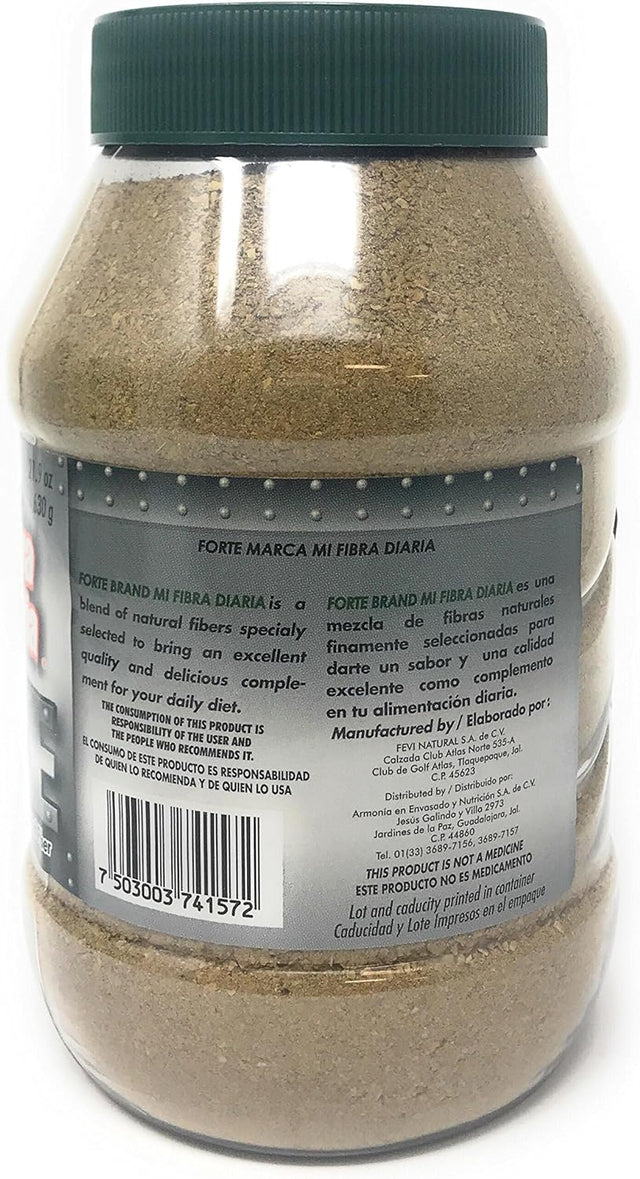 21.9 oz
630 g
FORTE MARCA MI FIBRA DIARIA
FORTE BRAND MI FIBRA DIARIA is a
blend of natural fibers specialy
selected to bring an excellent
quality and delicious comple-
ment for your daily diet.
THE CONSUMPTION OF THIS PRODUCT IS
RESPONSIBILITY OF THE USER AND
THE PEOPLE WHO RECOMMENDS IT.
EL CONSUMO DE ESTE PRODUCTO ES RESPONSABILIDAD
DE QUIEN LO RECOMIENDA Y DE QUIEN LO USA
7 503003 741572
FORTE BRAND MI FIBRA DIARIA es una
mezcla de fibras naturales
finamente seleccionadas para
darte un sabor y una calidad
excelente como complemento
en tu alimentación diaria.
Manufactured by / Elaborado por:
FEVI NATURAL S.A. de C.V.
Calzada Club Atlas Norte 535-A
Club de Golf Atlas, Tlaquepaque, Jal.
C.P. 45623
Distributed by / Distribuido por:
Armonía en Envasado y Nutrición S.A. de C.V.
Jesús Galindo y Villa 2973
Jardines de la Paz, Guadalajara, Jal.
C.P. 44860
Tel. 01(33) 3689-7156, 3689-7157
THIS PRODUCT IS NOT A MEDICINE
ESTE PRODUCTO NO ES MEDICAMENTO
Lot and caducity printed in container
Caducidad y Lote Impresos en el empaque